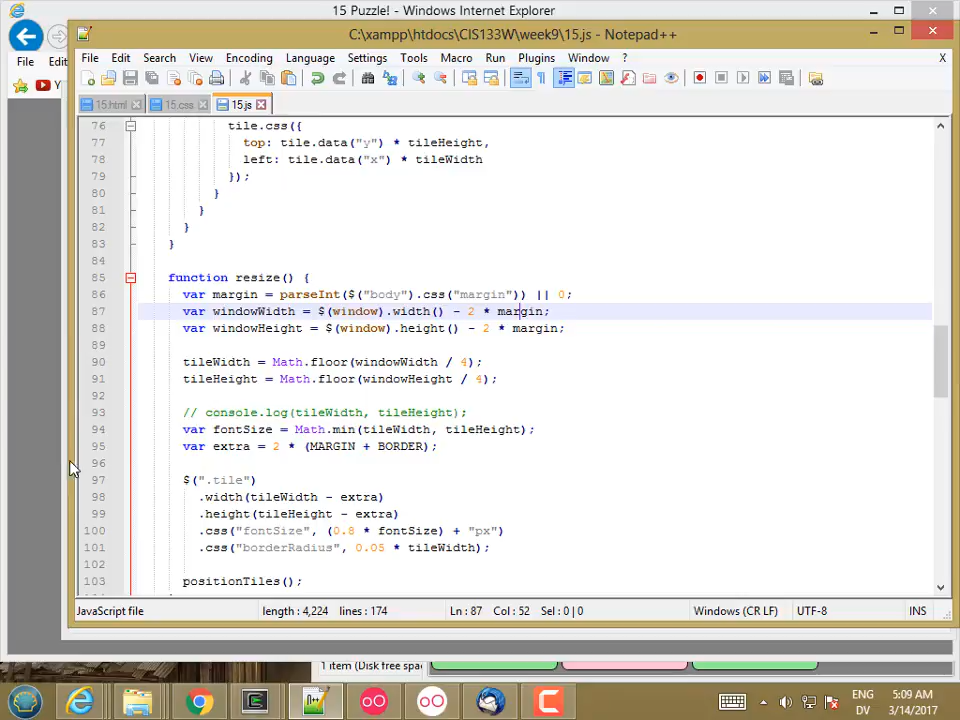 15 Puzzle! - Windows Internet Explorer
C:\xampp\htdocs\CIS133W\week9\15.js - Notepad++
File
File Edit Search View Encoding Language Settings Tools Macro Run Plugins Window ? X
Y
15.html 15.css 15.js
76 tile.css({
77 top: tile.data("y") * tileHeight,
78 left: tile.data("x") * tileWidth
79 });
80 }
81 }
82 }
83 }
84
85 function resize() {
86 var margin = parseInt($("body").css("margin")) || 0;
87 var windowWidth = $(window).width() - 2 * margin;
88 var windowHeight = $(window).height() - 2 * margin;
89
90 tileWidth = Math.floor(windowWidth / 4);
91 tileHeight = Math.floor(windowHeight / 4);
92
93 // console.log(tileWidth, tileHeight);
94 var fontSize = Math.min(tileWidth, tileHeight);
95 var extra = 2 * (MARGIN + BORDER);
96
97 $(".tile")
98 .width(tileWidth - extra)
99 .height(tileHeight - extra)
100 .css("fontSize", (0.8 * fontSize) + "px")
101 .css("borderRadius", 0.05 * tileWidth);
102
103 positionTiles();
JavaScript file length : 4,224 lines : 174 Ln : 87 Col : 52 Sel : 0 | 0 Windows (CR LF) UTF-8 INS
1 item (Disk free spac
ENG 5:09 AM
DV 3/14/2017